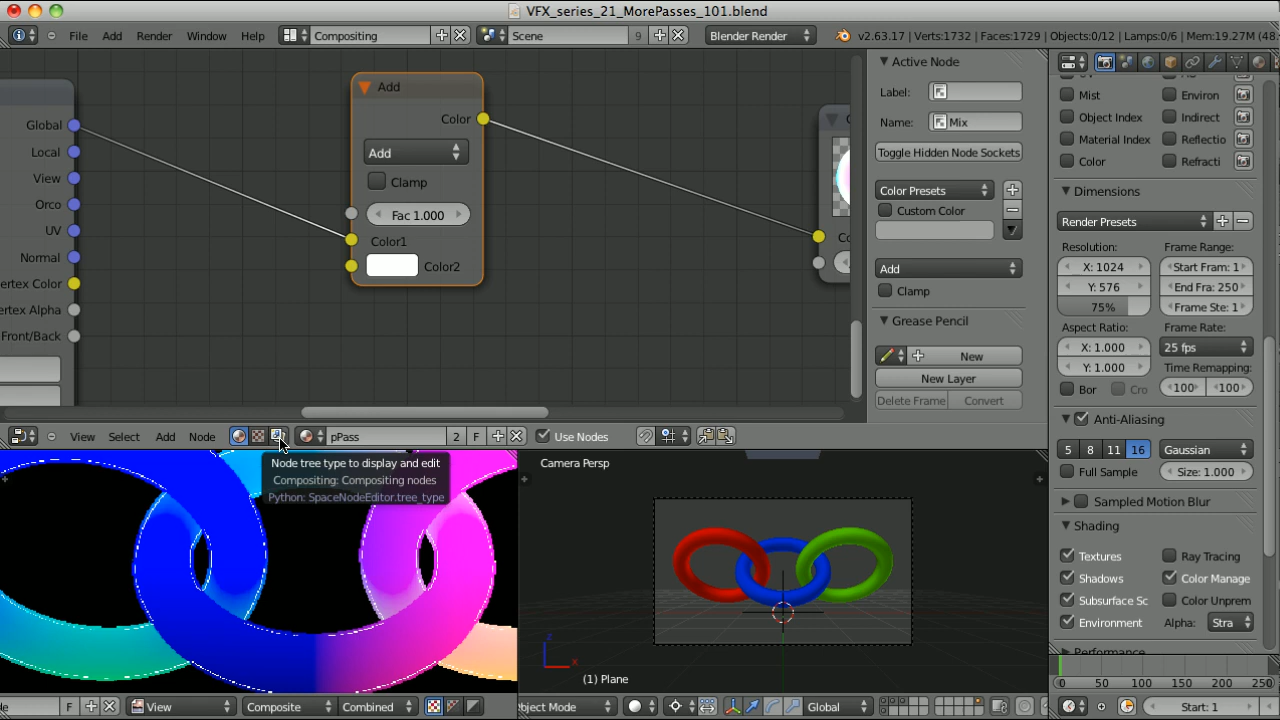 VFX_series_21_MorePasses_101.blend
File Add Render Window Help Compositing Scene 9 Blender Render v2.63.17 | Verts:1732 | Faces:1729 | Objects:0/12 | Lamps:0/6 | Mem:19.27M (48.
Global
Local
View
Orco
UV
Normal
ertex Color
ertex Alpha
Front/Back
Add
Color
Add
Clamp
Fac 1.000
Color1
Color2
Co
Active Node
Label:
Name: Mix
Toggle Hidden Node Sockets
Color Presets
Custom Color
Add
Clamp
Grease Pencil
New
New Layer
Delete Frame Convert
Mist Environ
Object Index Indirect
Material Index Reflectio
Color Refracti
Dimensions
Render Presets
Resolution: Frame Range:
X: 1024 Start Fram: 1
Y: 576 End Fra: 250
75% Frame Ste: 1
Aspect Ratio: Frame Rate:
X: 1.000 25 fps
Y: 1.000 Time Remapping:
Bor Cro 100 100
Anti-Aliasing
5 8 11 16 Gaussian
Full Sample Size: 1.000
Sampled Motion Blur
Shading
Textures Ray Tracing
Shadows Color Manage
Subsurface Sc Color Unprem
Environment Alpha: Stra
Performance
View Select Add Node pPass 2 F Use Nodes
Node tree type to display and edit
Compositing: Compositing nodes
Python: SpaceNodeEditor.tree_type
Camera Persp
z
x
(1) Plane
F View Composite Combined
bject Mode Global
0 50 100 150 200 250
Start: 1